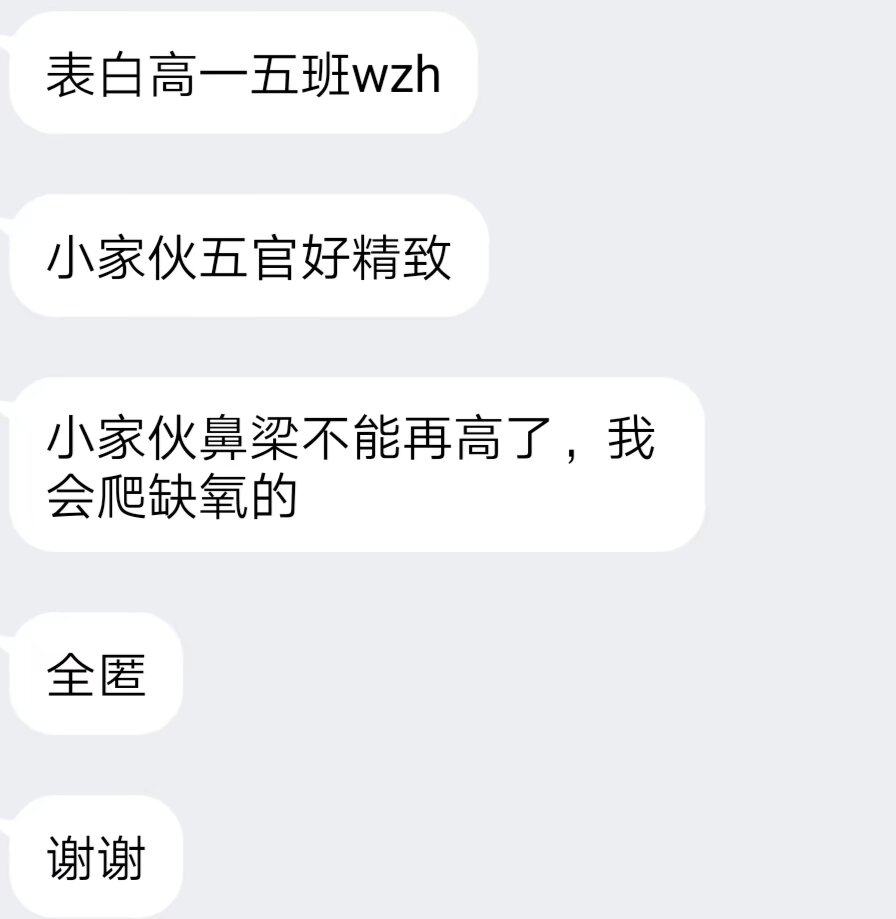 表白高一五班wzh
小家伙五官好精致
小家伙鼻梁不能再高了，我
会爬缺氧的
全匿
谢谢